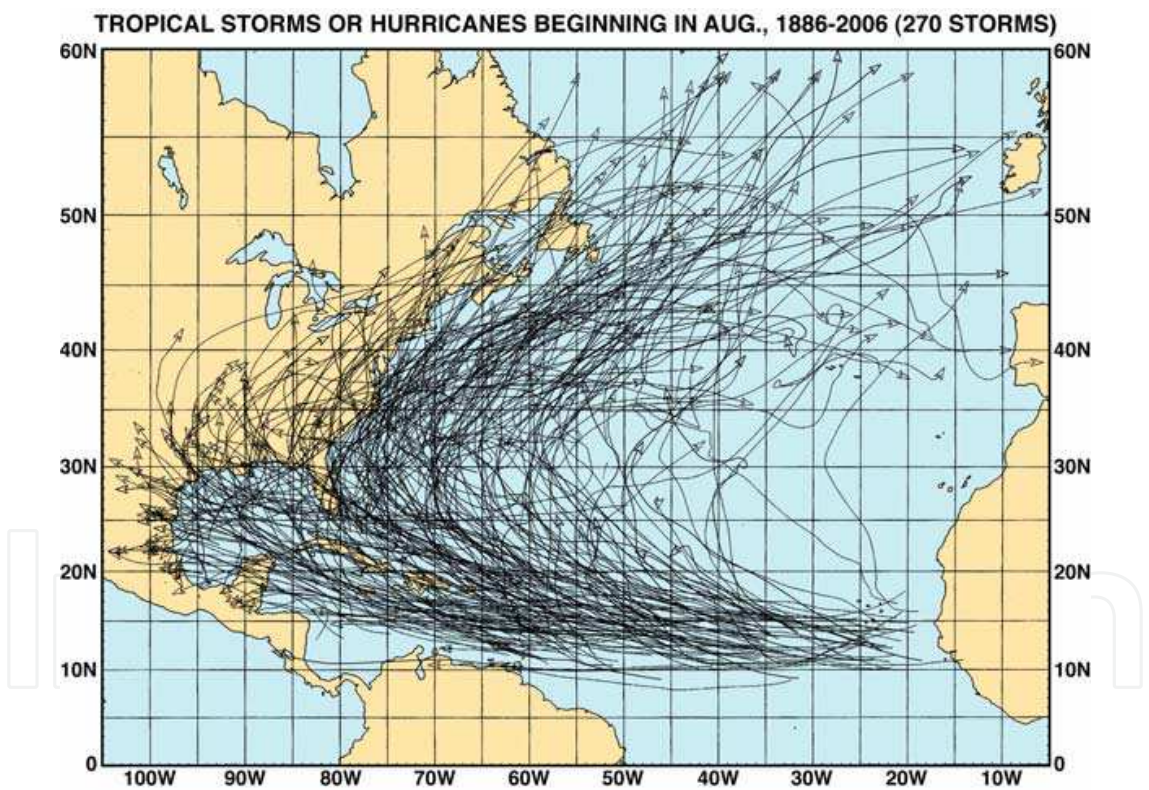 TROPICAL STORMS OR HURRICANES BEGINNING IN AUG., 1886-2006 (270 STORMS)
60N 60N
50N 50N
40N 40N
30N 30N
20N 20N
10N 10N
0 0
100W 90W 80W 70W 60W 50W 40W 30W 20W 10W